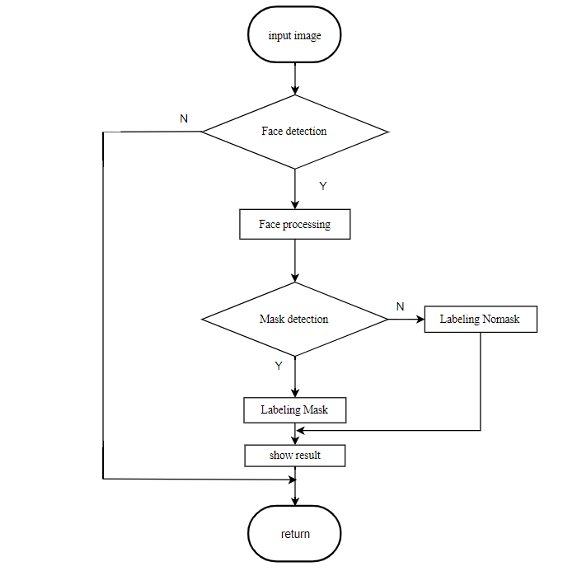 input image
N
Face detection
Y
Face processing
N
Mask detection
Labeling Nomask
Y
Labeling Mask
show result
return